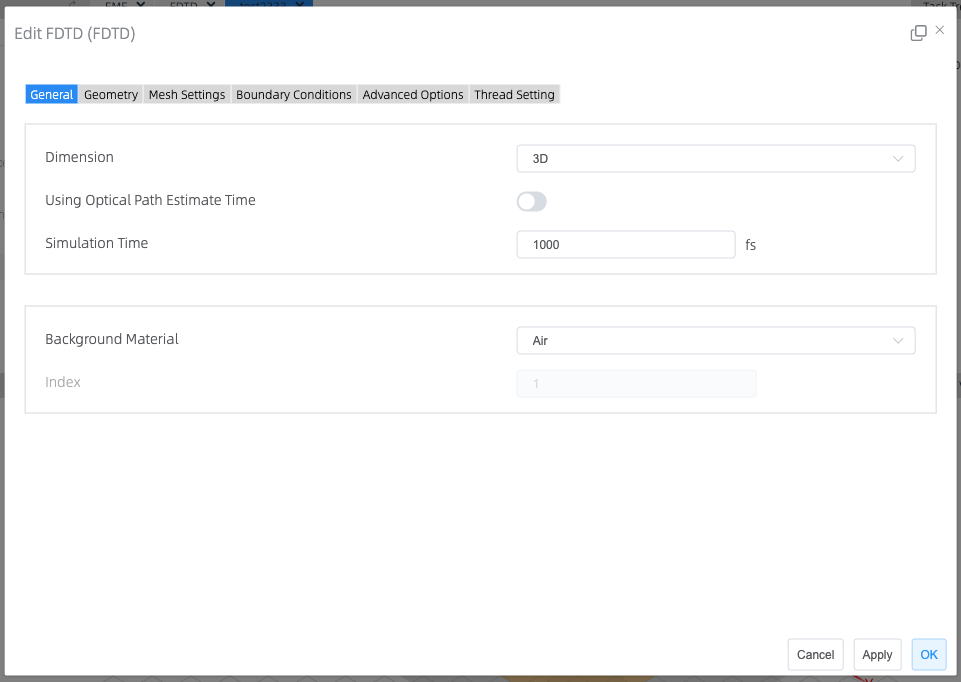 Edit FDTD (FDTD)
General Geometry Mesh Settings Boundary Conditions Advanced Options Thread Setting
Dimension 3D
Using Optical Path Estimate Time
Simulation Time 1000 fs
Background Material Air
Index 1
Cancel Apply OK